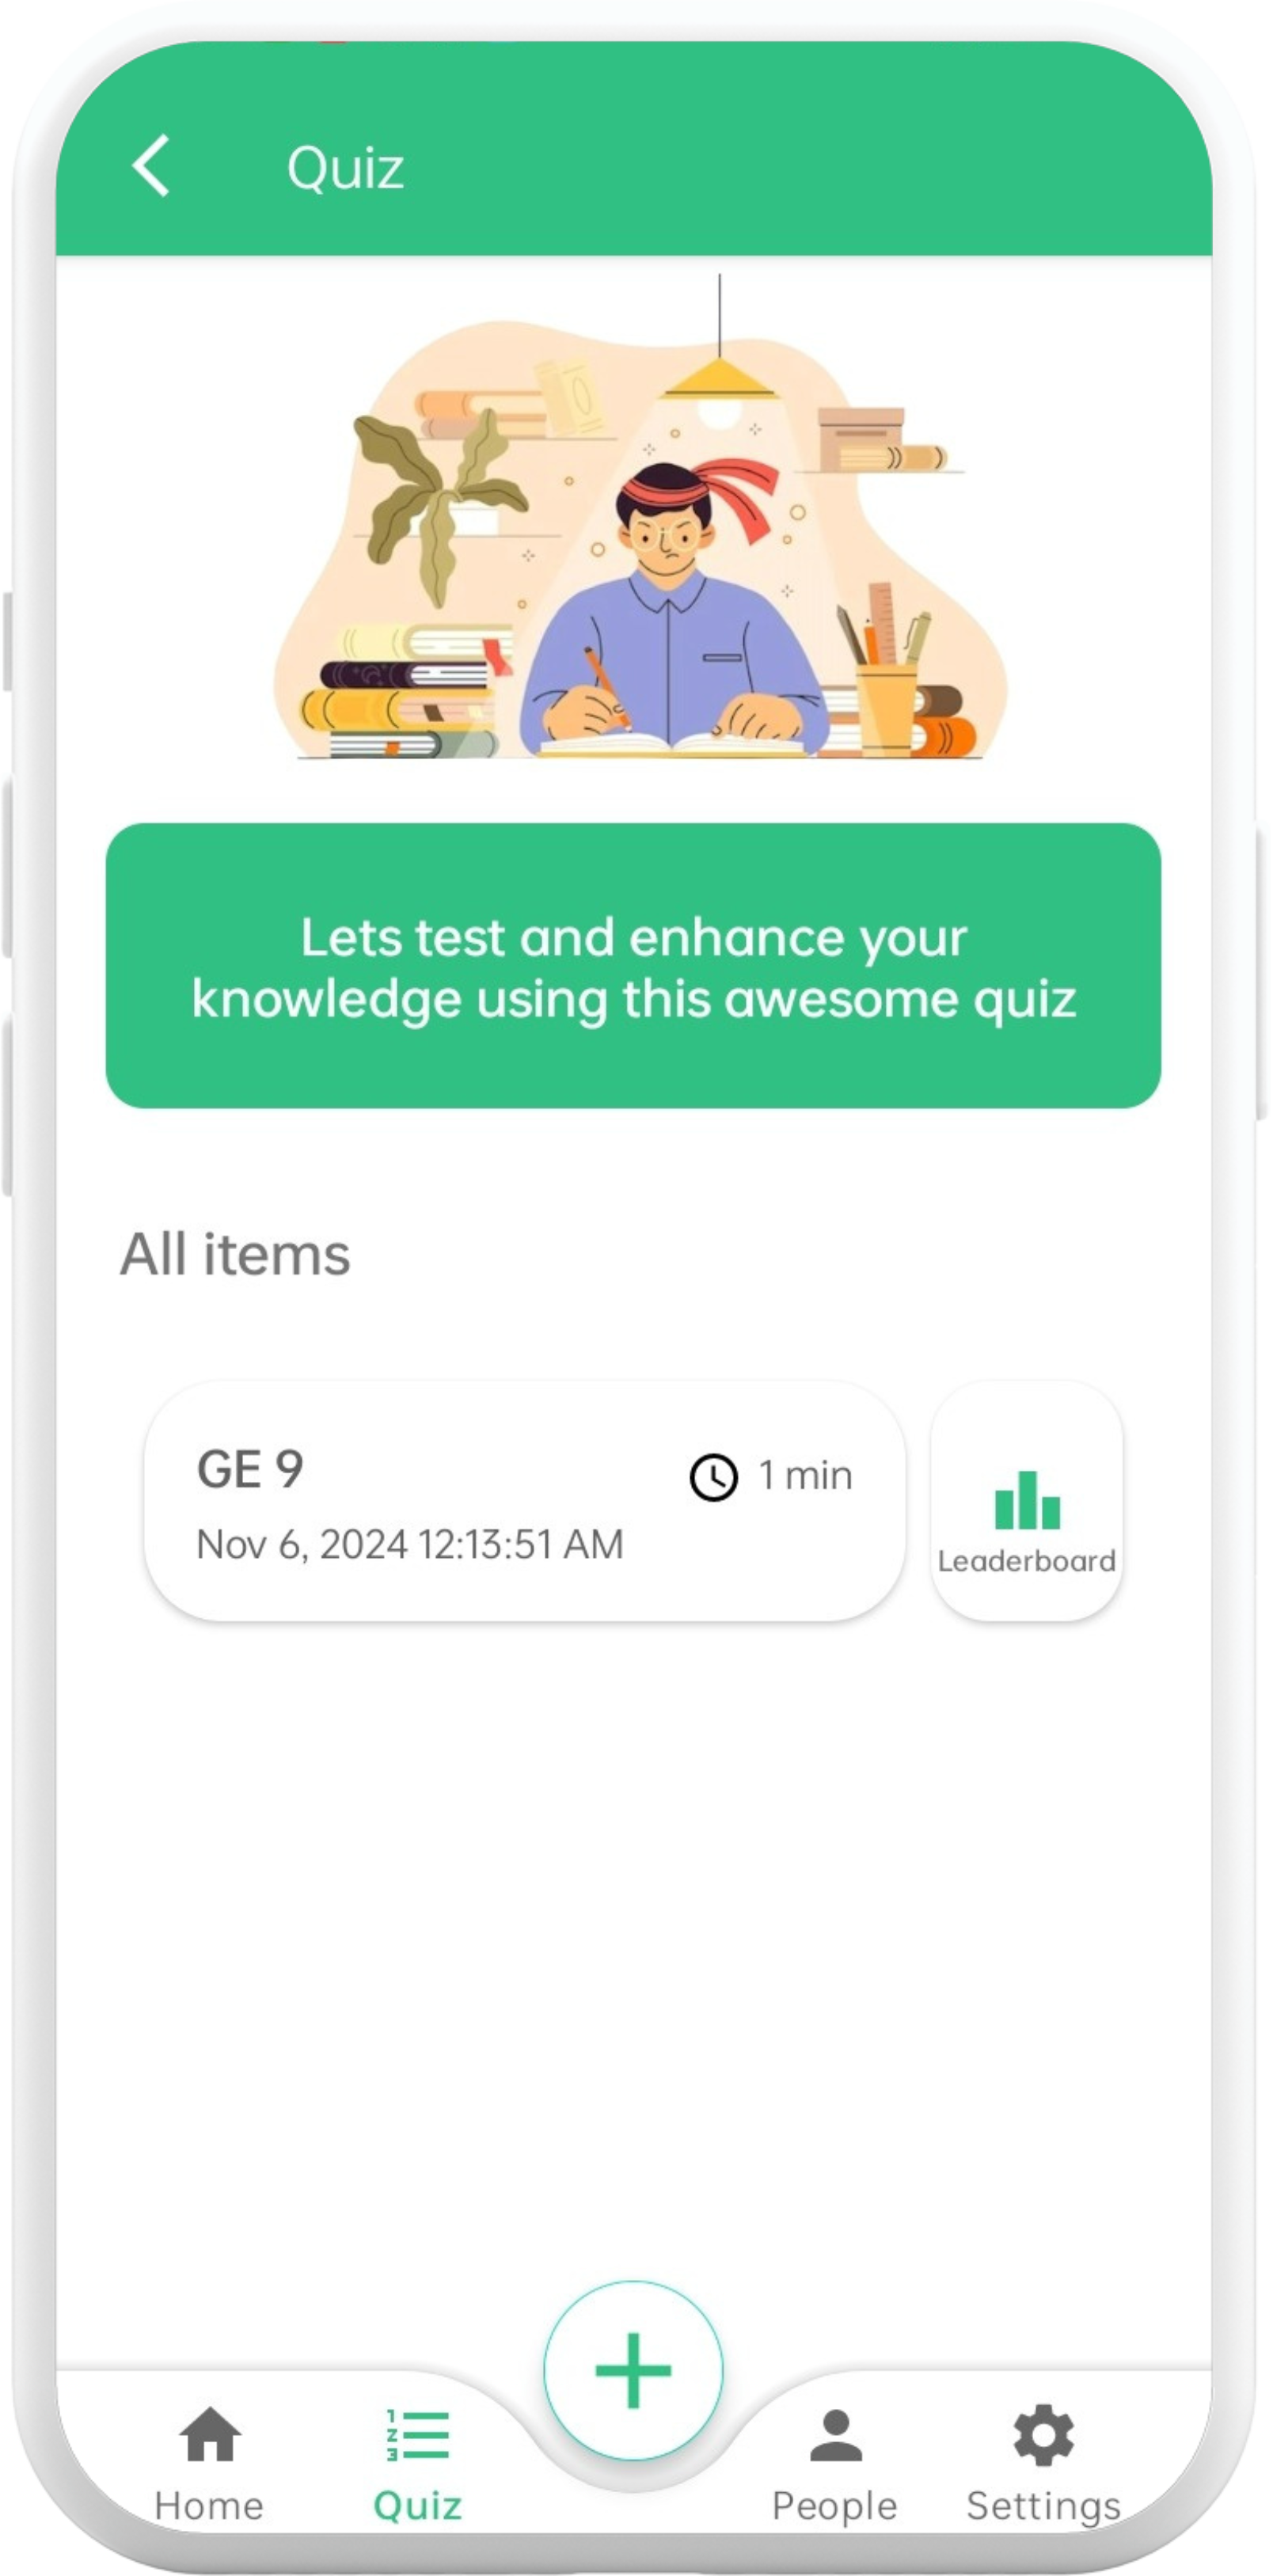 Quiz
Lets test and enhance your
knowledge using this awesome quiz
All items
GE 9
1 min
Nov 6, 2024 12:13:51 AM
Leaderboard
Home
Quiz
People
Settings